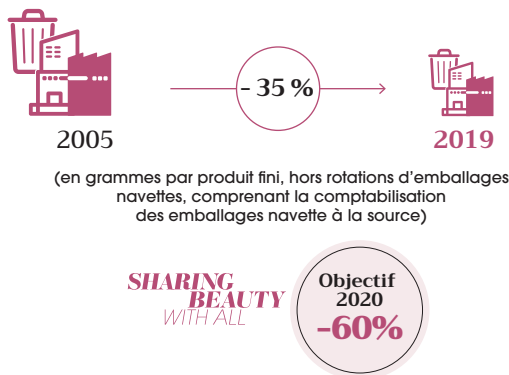 - 35 %
2005
2019
(en grammes par produit fini, hors rotations d’emballages
navettes, comprenant la comptabilisation
des emballages navette à la source)
SHARING
BEAUTY
WITH ALL
Objectif
2020
-60%